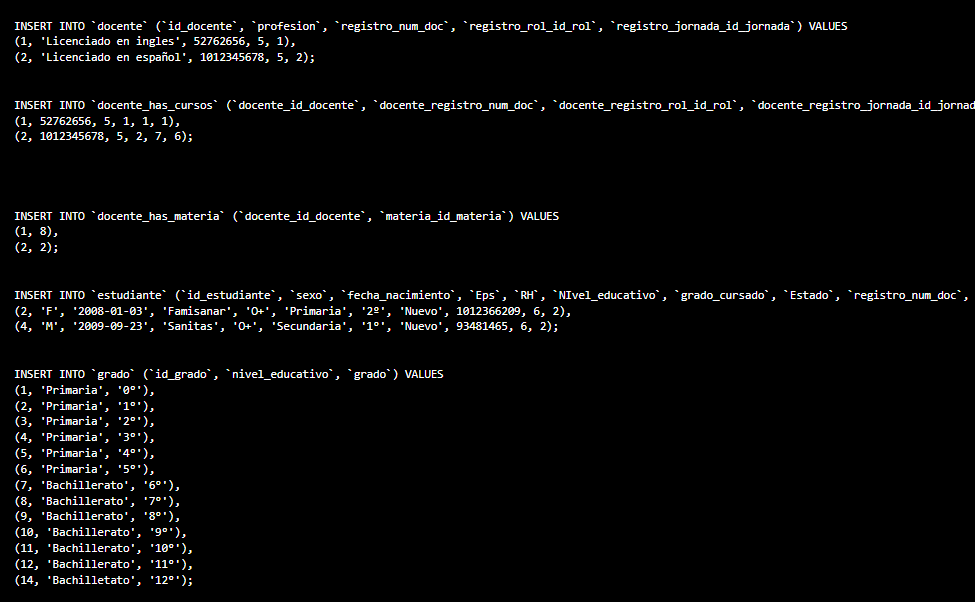 INSERT INTO `docente` (`id_docente`, `profesion`, `registro_num_doc`, `registro_rol_id_rol`, `registro_jornada_id_jornada`) VALUES
(1, 'Licenciado en ingles', 52762656, 5, 1),
(2, 'Licenciado en español', 1012345678, 5, 2);
INSERT INTO `docente_has_cursos` (`docente_id_docente`, `docente_registro_num_doc`, `docente_registro_rol_id_rol`, `docente_registro_jornada_id_jornad
(1, 52762656, 5, 1, 1, 1),
(2, 1012345678, 5, 2, 7, 6);
INSERT INTO `docente_has_materia` (`docente_id_docente`, `materia_id_materia`) VALUES
(1, 8),
(2, 2);
INSERT INTO `estudiante` (`id_estudiante`, `sexo`, `fecha_nacimiento`, `Eps`, `RH`, `NIvel_educativo`, `grado_cursado`, `Estado`, `registro_num_doc`,
(2, 'F', '2008-01-03', 'Famisanar', 'O+', 'Primaria', '2º', 'Nuevo', 1012366209, 6, 2),
(4, 'M', '2009-09-23', 'Sanitas', 'O+', 'Secundaria', '1º', 'Nuevo', 93481465, 6, 2);
INSERT INTO `grado` (`id_grado`, `nivel_educativo`, `grado`) VALUES
(1, 'Primaria', '0º'),
(2, 'Primaria', '1º'),
(3, 'Primaria', '2º'),
(4, 'Primaria', '3º'),
(5, 'Primaria', '4º'),
(6, 'Primaria', '5º'),
(7, 'Bachillerato', '6º'),
(8, 'Bachillerato', '7º'),
(9, 'Bachillerato', '8º'),
(10, 'Bachillerato', '9º'),
(11, 'Bachillerato', '10º'),
(12, 'Bachillerato', '11º'),
(14, 'Bachilletato', '12º');